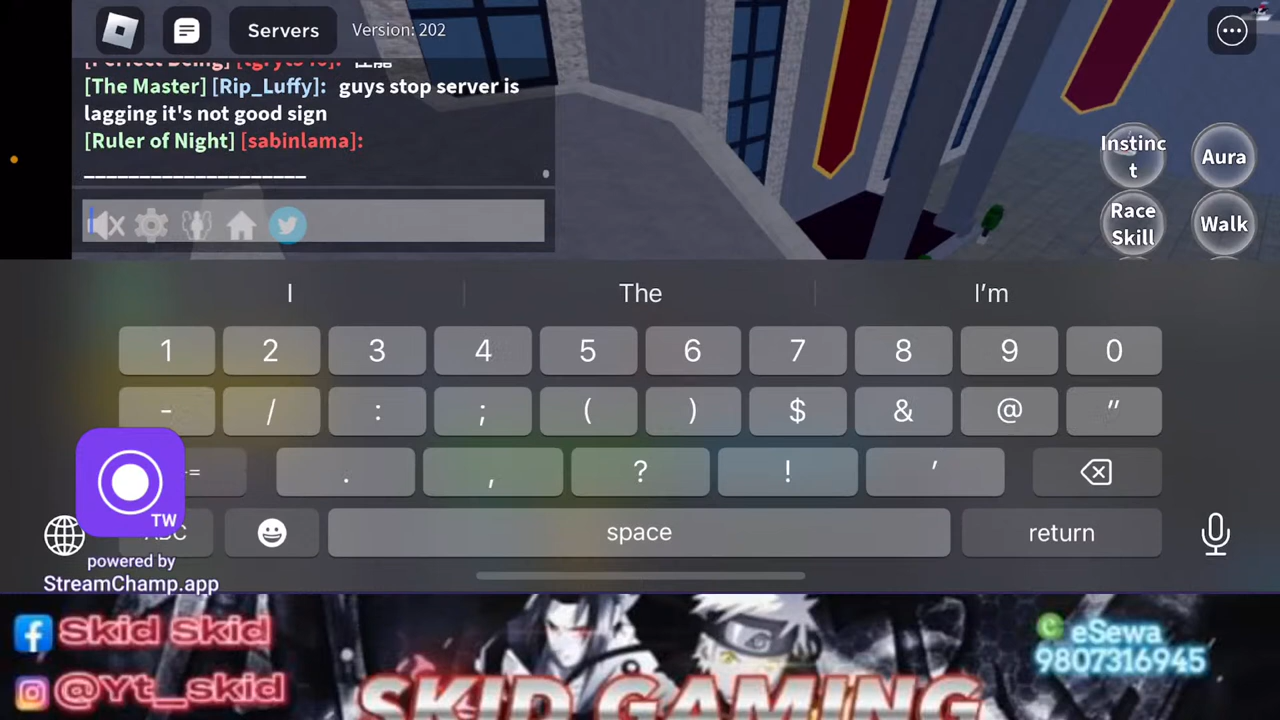 Servers Version: 202
[The Master] [Rip_Luffy]: guys stop server is
lagging it's not good sign
[Ruler of Night] [sabinlama]:
____________________
Instinc
t
Aura
Race
Skill
Walk
I The I'm
1 2 3 4 5 6 7 8 9 0
- / : ; ( ) $ & @ "
. , ? ! '
space return
TW
powered by
StreamChamp.app
Skid Skid
@Yt_skid
SKID GAMING
eSewa
9807316945